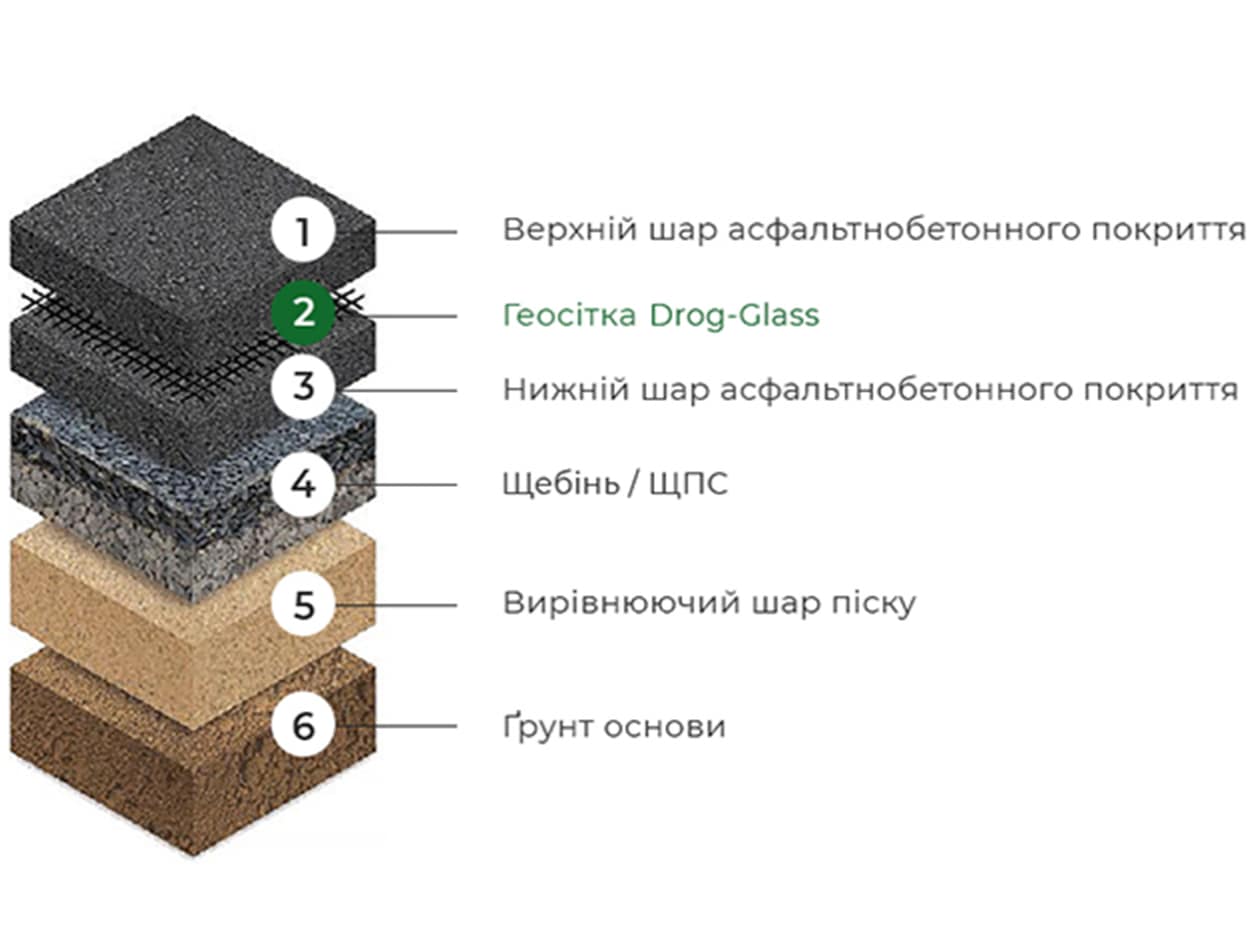 1 Верхній шар асфальтнобетонного покриття
2 Геосітка Drog-Glass
3 Нижній шар асфальтнобетонного покриття
4 Щебінь / ЩПС
5 Вирівнюючий шар піску
6 Ґрунт основи